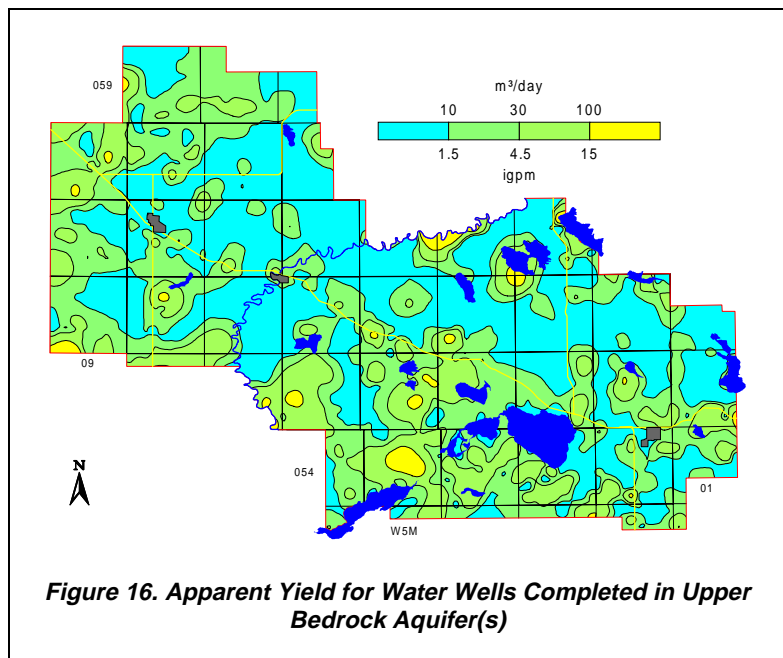 059
m³/day
10 30 100
1.5 4.5 15
igpm
09
054
N
01
W5M
Figure 16. Apparent Yield for Water Wells Completed in Upper
Bedrock Aquifer(s)